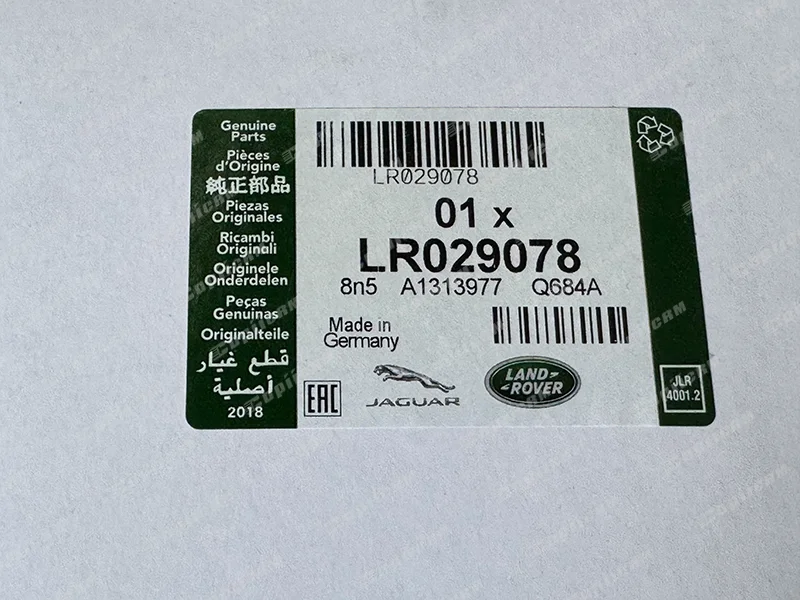 Genuine
Parts
Pièces
d'Origine
純正部品
Piezas
Originales
Ricambi
Originali
Originele
Onderdelen
Peças
Genuinas
Originalteile
قطع غيار
أصلية
2018
LR029078
01 x
LR029078
8n5 A1313977 Q684A
Made in
Germany
EAC
JAGUAR
LAND-
-ROVER
JLR
4001.2